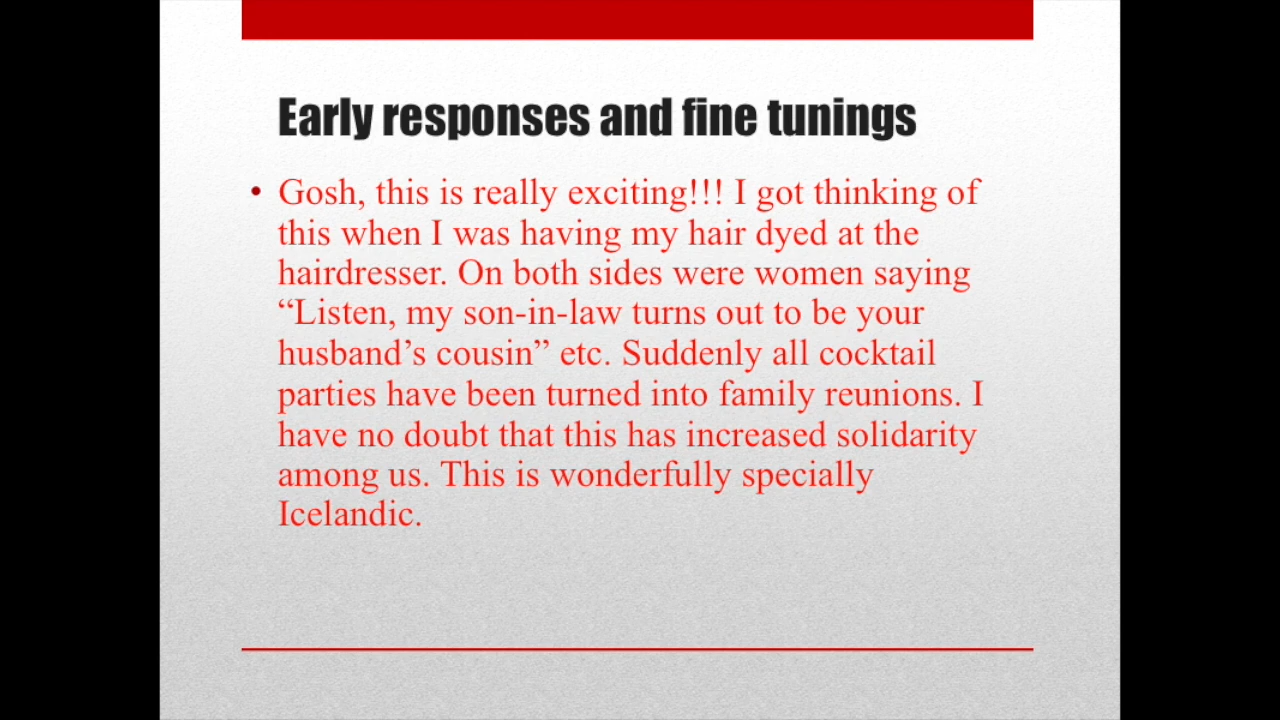 Early responses and fine tunings
• Gosh, this is really exciting!!! I got thinking of
this when I was having my hair dyed at the
hairdresser. On both sides were women saying
“Listen, my son-in-law turns out to be your
husband’s cousin” etc. Suddenly all cocktail
parties have been turned into family reunions. I
have no doubt that this has increased solidarity
among us. This is wonderfully specially
Icelandic.